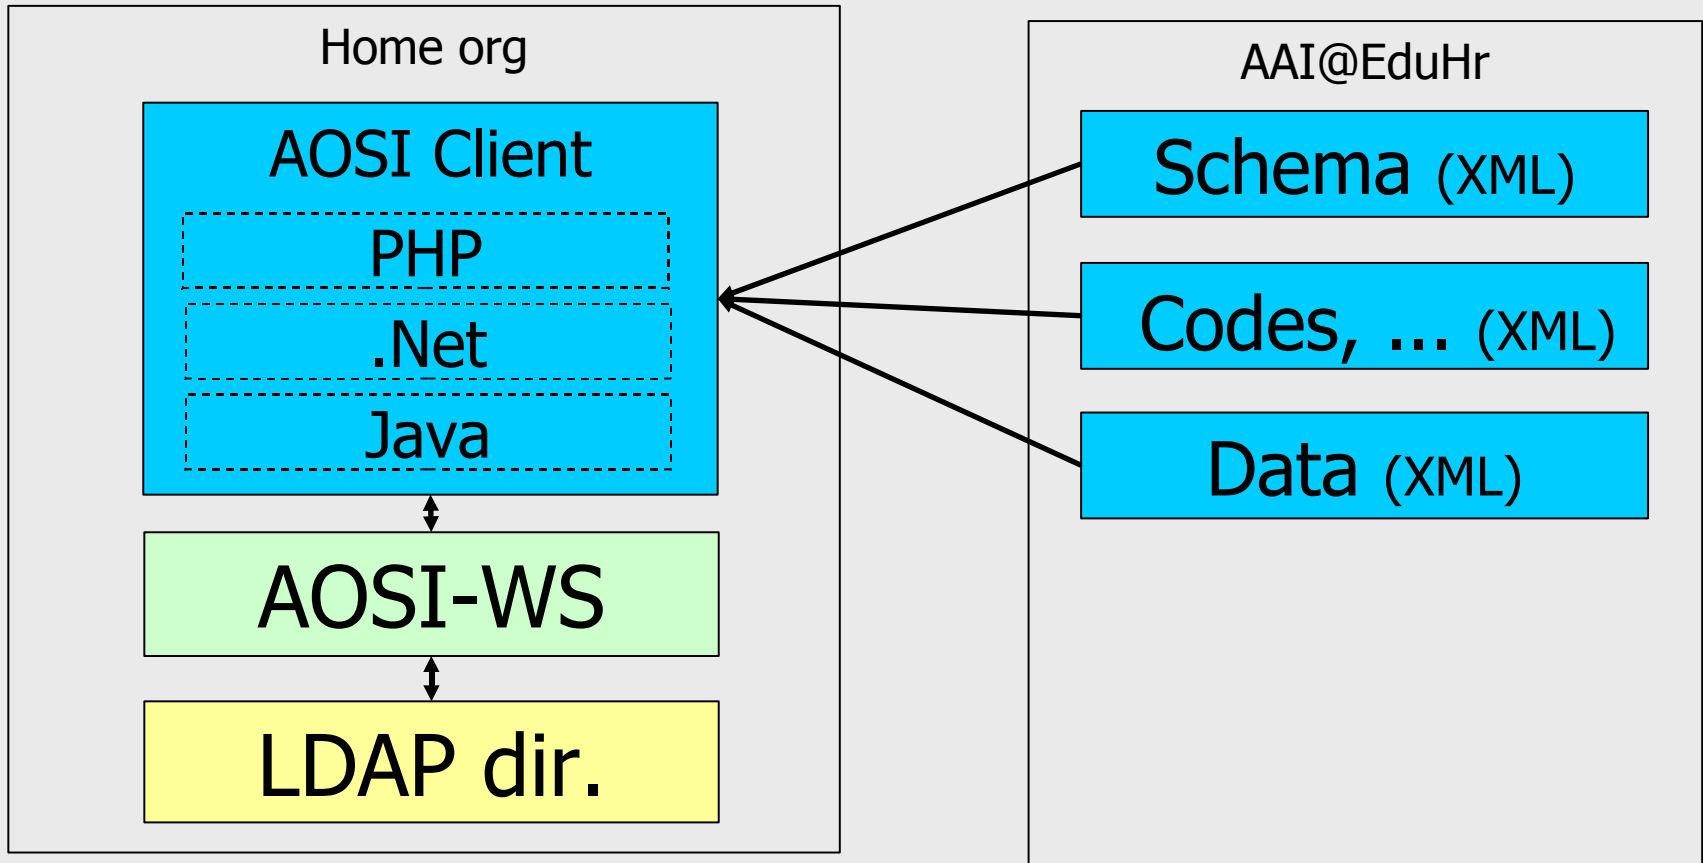 Home org
AOSI Client
PHP
.Net
Java
AOSI-WS
LDAP dir.
AAI@EduHr
Schema (XML)
Codes, ... (XML)
Data (XML)